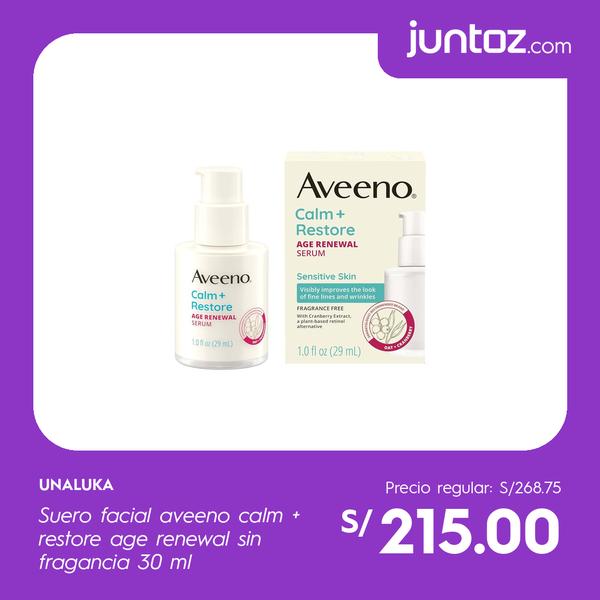 juntoz.com
Aveeno®
Calm +
Restore
AGE RENEWAL
SERUM
Sensitive Skin
Visibly improves the look
of fine lines and wrinkles
FRAGRANCE FREE
With Cranberry Extract,
a plant-based retinol
alternative
OAT + CRANBERRY
1.0 fl oz (29 mL)
Aveeno®
Calm +
Restore
AGE RENEWAL
SERUM
1.0 fl oz (29 mL)
UNALUKA
Suero facial aveeno calm +
restore age renewal sin
fragancia 30 ml
Precio regular: S/268.75
S/215.00